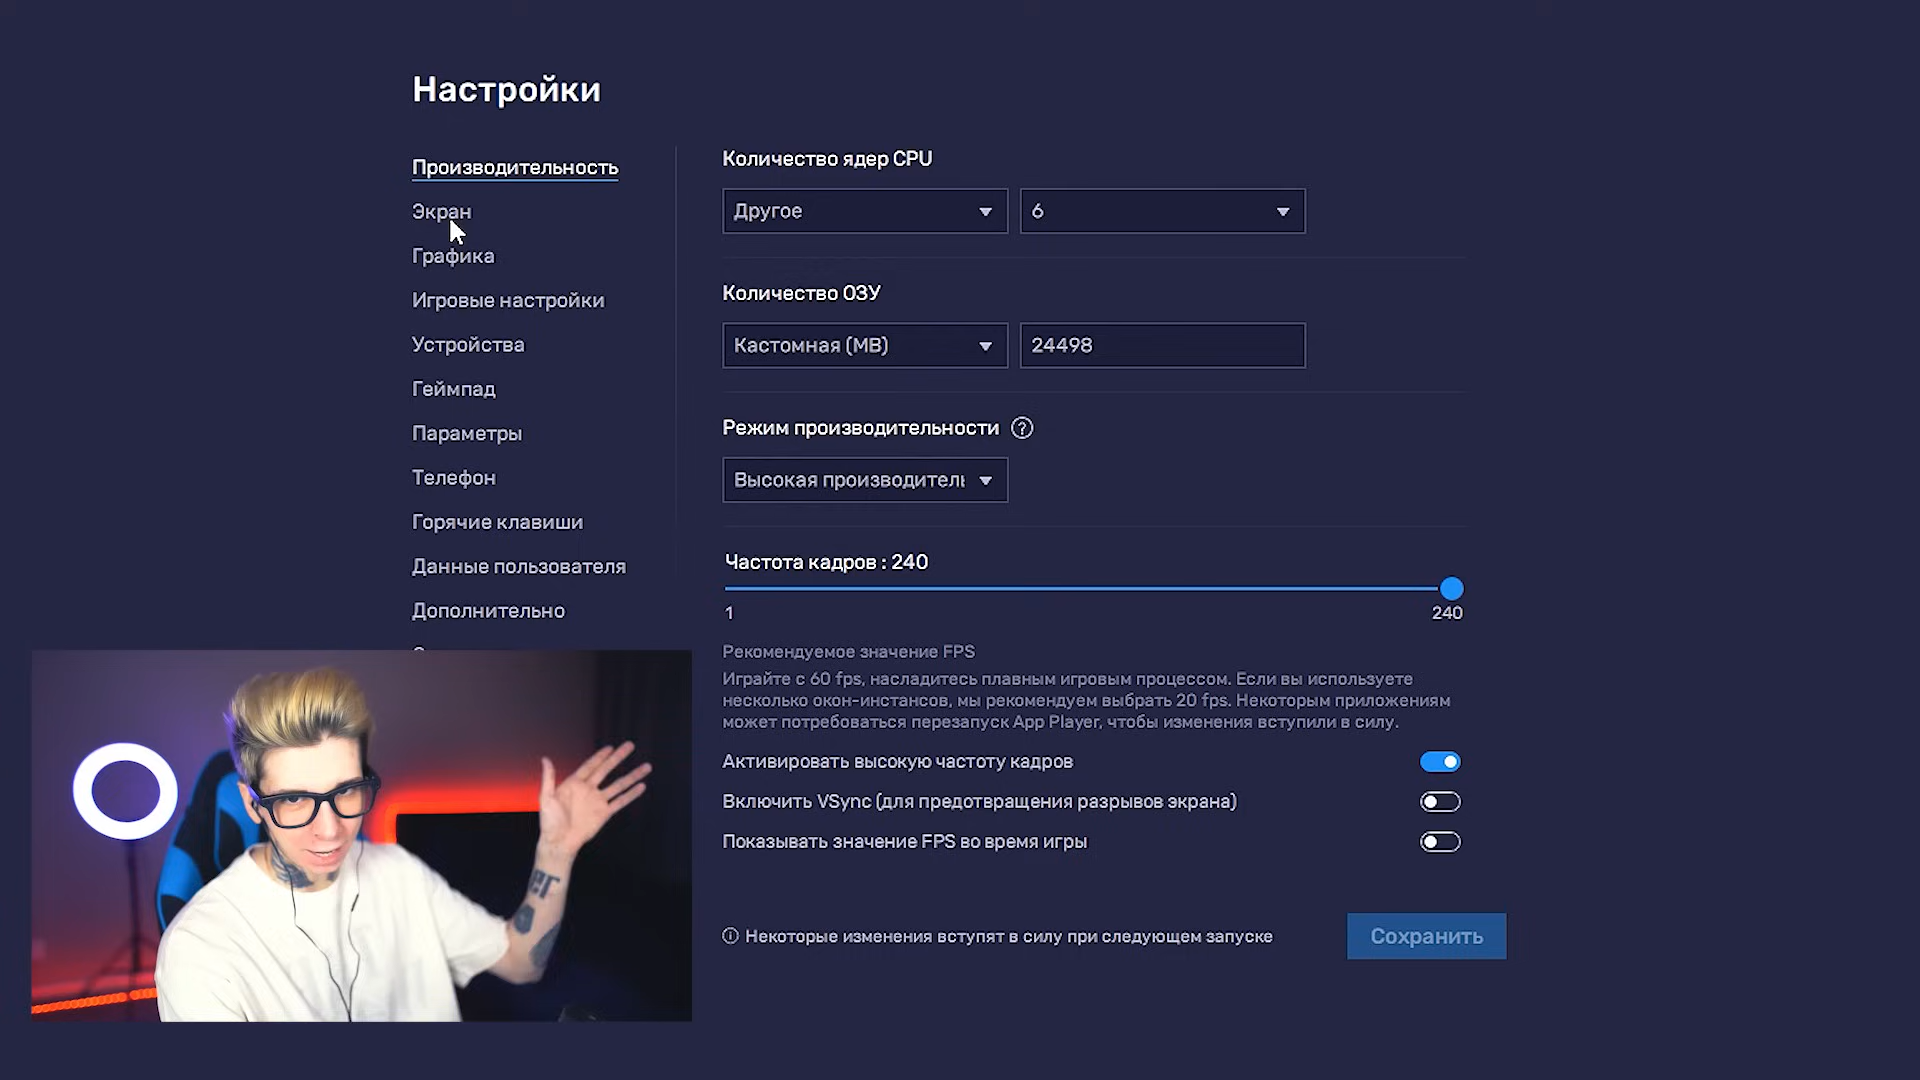 Настройки
Производительность
Экран
Графика
Игровые настройки
Устройства
Геймпад
Параметры
Телефон
Горячие клавиши
Данные пользователя
Дополнительно
Количество ядер CPU
Другое
6
Количество ОЗУ
Кастомная (MB)
24498
Режим производительности
Высокая производитель
Частота кадров : 240
1
240
Рекомендуемое значение FPS
Играйте с 60 fps, насладитесь плавным игровым процессом. Если вы используете
несколько окон-инстансов, мы рекомендуем выбрать 20 fps. Некоторым приложениям
может потребоваться перезапуск App Player, чтобы изменения вступили в силу.
Активировать высокую частоту кадров
Включить VSync (для предотвращения разрывов экрана)
Показывать значение FPS во время игры
Некоторые изменения вступят в силу при следующем запуске
Сохранить